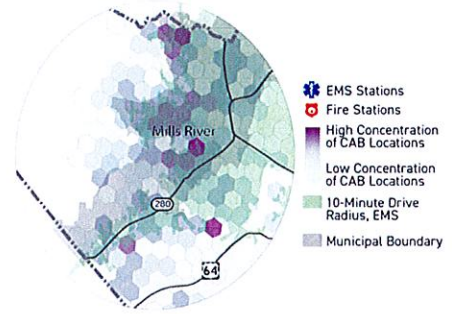 Mills River
280
64
EMS Stations
Fire Stations
High Concentration
of CAB Locations
Low Concentration
of CAB Locations
10-Minute Drive
Radius, EMS
Municipal Boundary